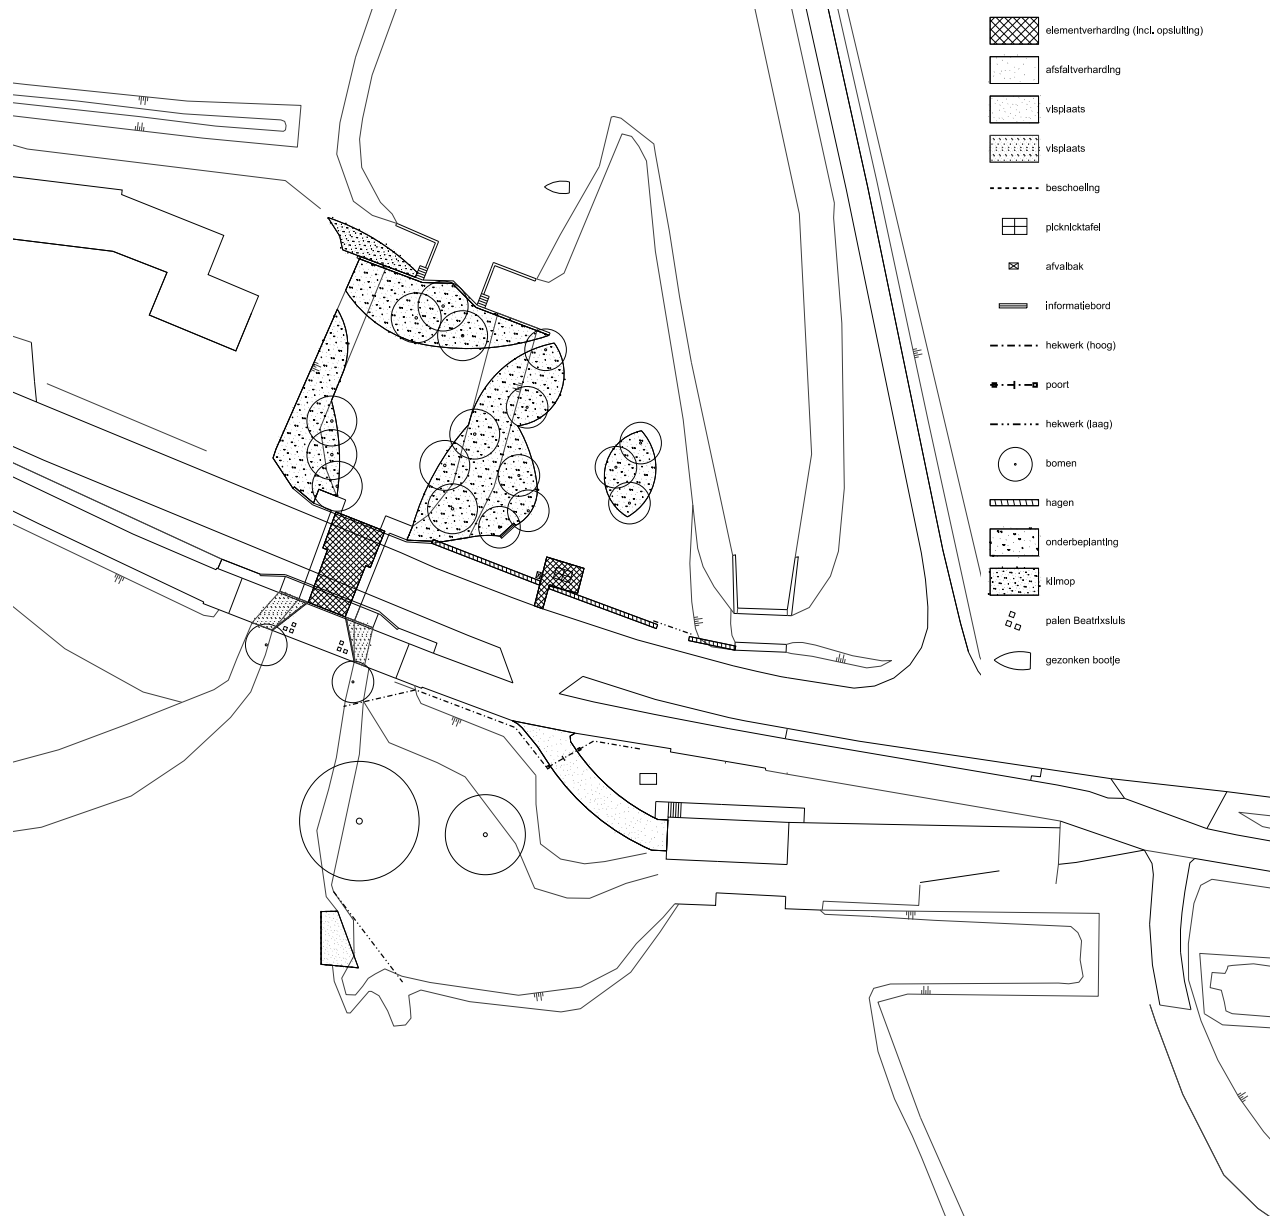 elementverharding (incl. opsluiting)
afsfaltverharding
visplaats
visplaats
beschoeiing
picknicktafel
afvalbak
informatiebord
hekwerk (hoog)
poort
hekwerk (laag)
bomen
hagen
onderbeplanting
klimop
palen Beatrixsluis
gezonken bootje